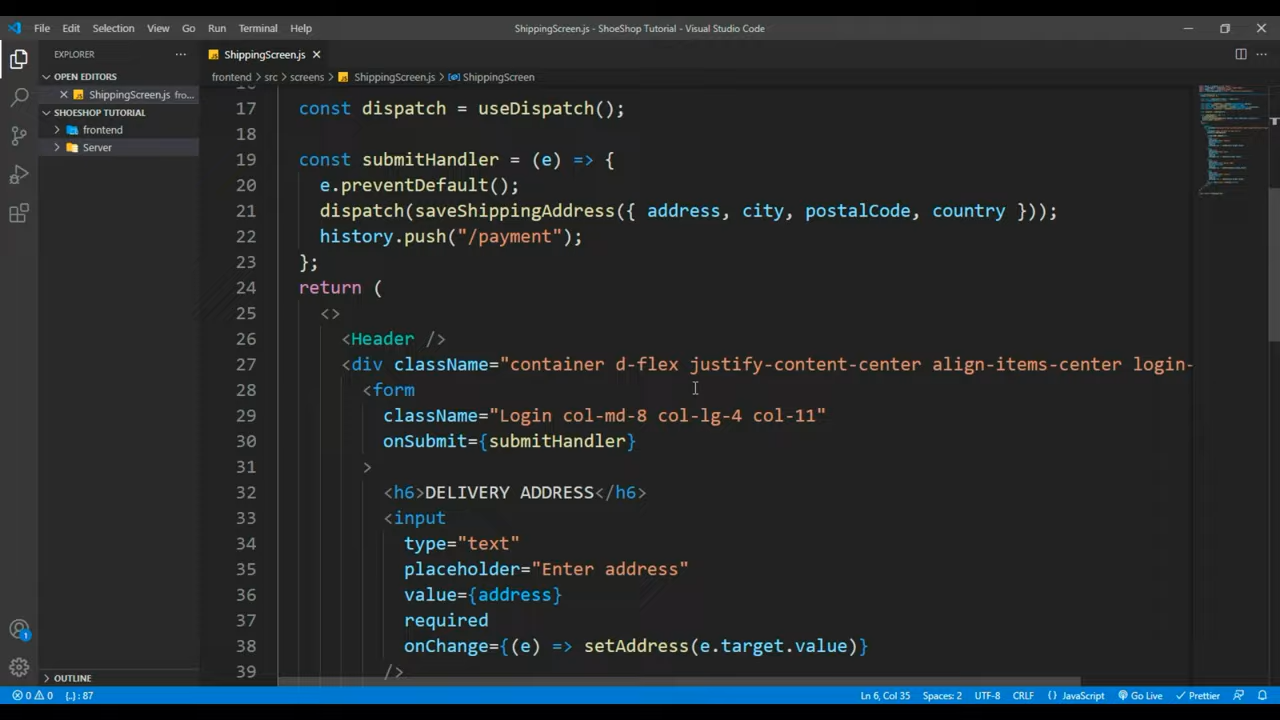 File Edit Selection View Go Run Terminal Help ShippingScreen.js - ShoeShop Tutorial - Visual Studio Code
EXPLORER
OPEN EDITORS
ShippingScreen.js fro...
SHOESHOP TUTORIAL
frontend
Server
OUTLINE
ShippingScreen.js
frontend > src > screens > ShippingScreen.js > ShippingScreen
17 const dispatch = useDispatch();
18
19 const submitHandler = (e) => {
20 e.preventDefault();
21 dispatch(saveShippingAddress({ address, city, postalCode, country }));
22 history.push("/payment");
23 };
24 return (
25 <>
26 <Header />
27 <div className="container d-flex justify-content-center align-items-center login-
28 <form
29 className="Login col-md-8 col-lg-4 col-11"
30 onSubmit={submitHandler}
31 >
32 <h6>DELIVERY ADDRESS</h6>
33 <input
34 type="text"
35 placeholder="Enter address"
36 value={address}
37 required
38 onChange={(e) => setAddress(e.target.value)}
39 />
1
0 0 {..}: 87 Ln 6, Col 35 Spaces: 2 UTF-8 CRLF {} JavaScript Go Live Prettier